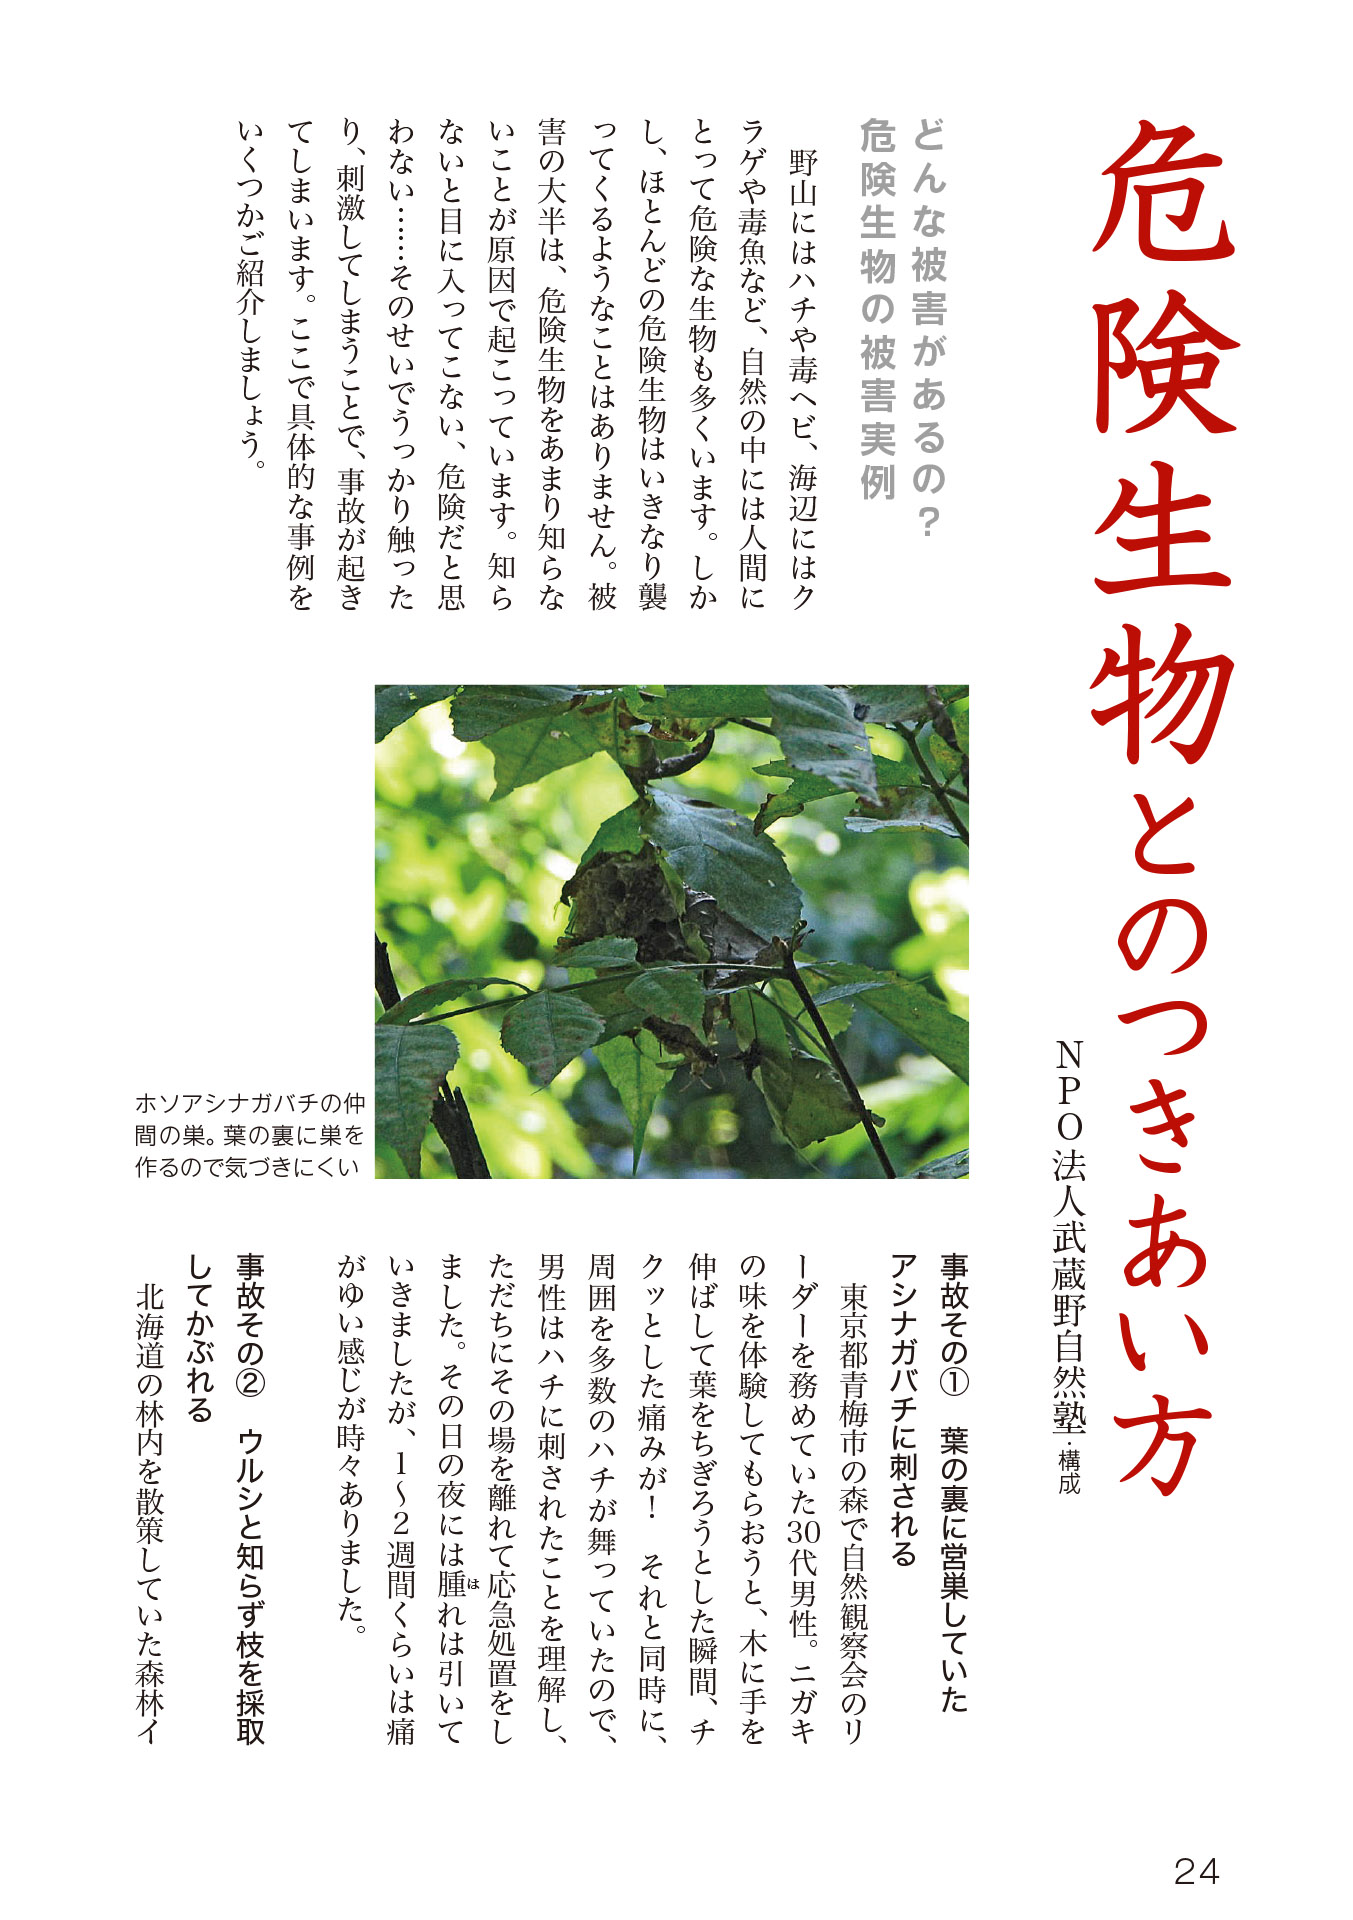 危険生物とのつきあい方
NPO法人武蔵野自然塾・構成
どんな被害があるの？
危険生物の被害実例
　野山にはハチや毒ヘビ、海辺にはク
ラゲや毒魚など、自然の中には人間に
とって危険な生物も多くいます。しか
し、ほとんどの危険生物はいきなり襲
ってくるようなことはありません。被
害の大半は、危険生物をあまり知らな
いことが原因で起こっています。知ら
ないと目に入ってこない、危険だと思
わない……そのせいでうっかり触った
り、刺激してしまうことで、事故が起き
てしまいます。ここで具体的な事例を
いくつかご紹介しましょう。
ホソアシナガバチの仲
間の巣。葉の裏に巣を
作るので気づきにくい
事故その①　葉の裏に営巣していた
アシナガバチに刺される
　東京都青梅市の森で自然観察会のリ
ーダーを務めていた30代男性。ニガキ
の味を体験してもらおうと、木に手を
伸ばして葉をちぎろうとした瞬間、チ
クッとした痛みが！　それと同時に、
周囲を多数のハチが舞っていたので、
男性はハチに刺されたことを理解し、
ただちにその場を離れて応急処置をし
ました。その日の夜には腫れは引いて
は
いきましたが、1〜2週間くらいは痛
がゆい感じが時々ありました。
事故その②　ウルシと知らず枝を採取
してかぶれる
　北海道の林内を散策していた森林イ
24